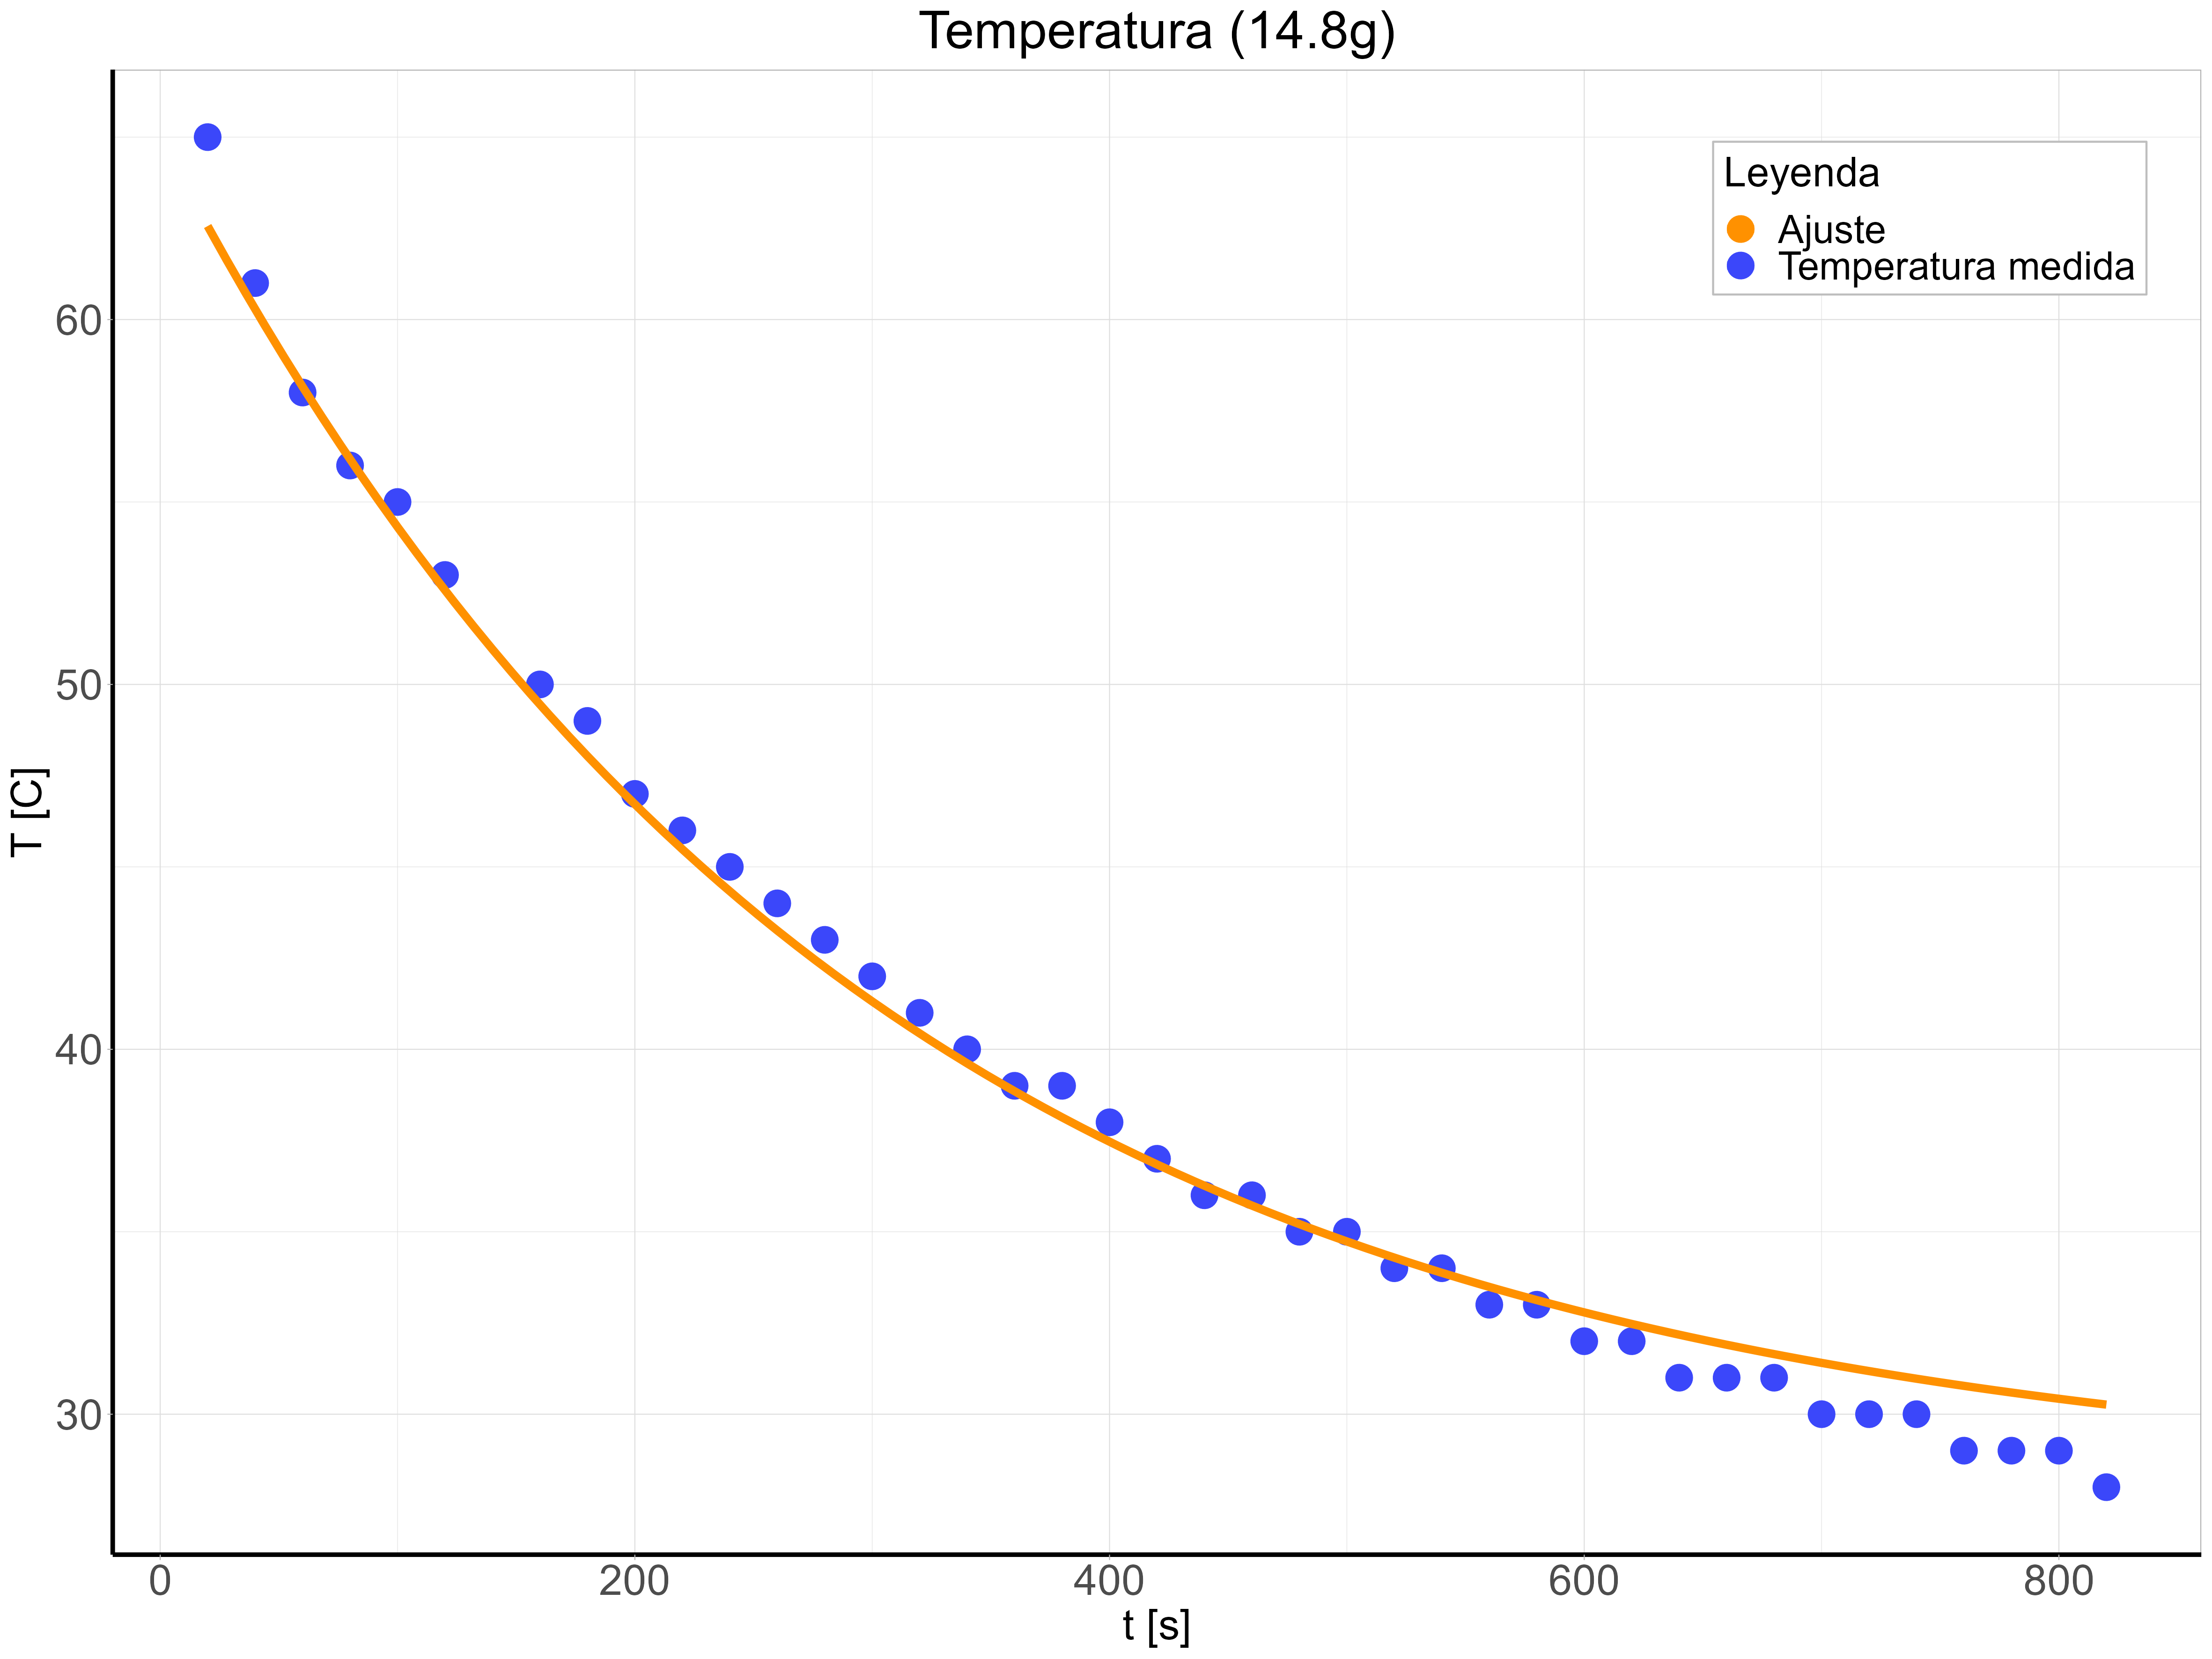 Temperatura (14.8g)
Leyenda
Ajuste
Temperatura medida
60
50
40
30
T [C]
0 200 400 600 800
t [s]